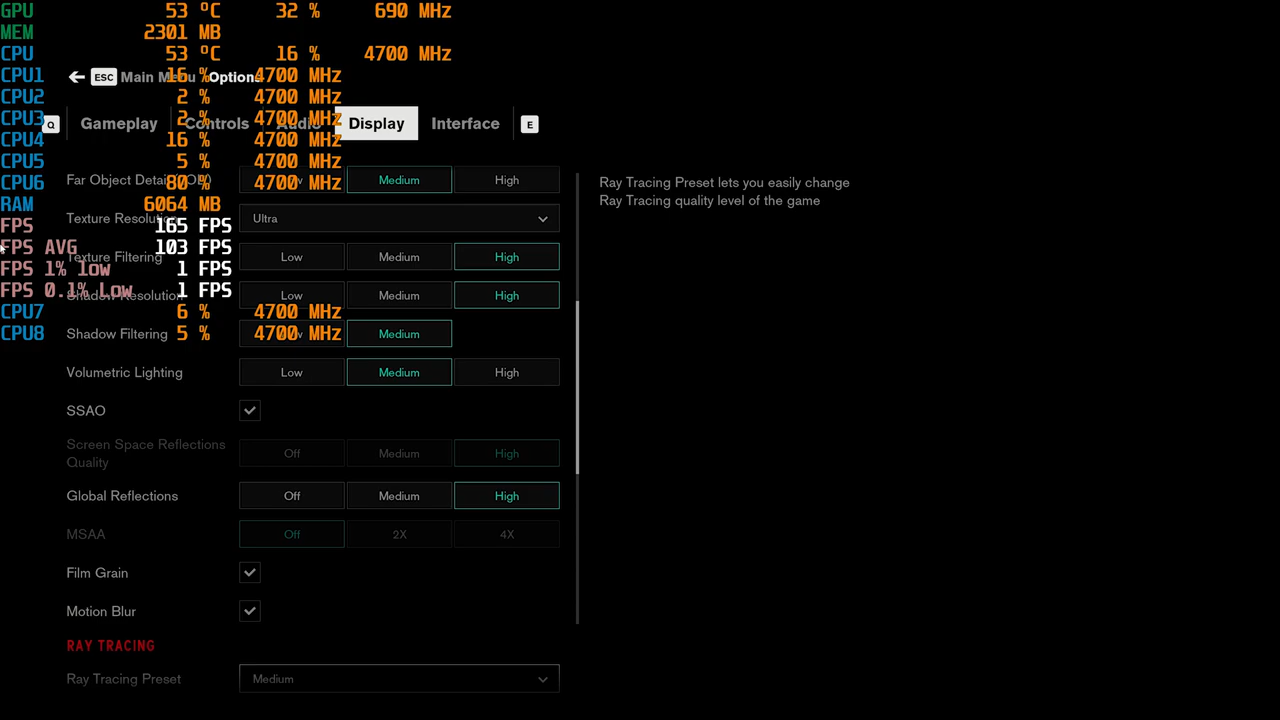 GPU 53 ºC 32 % 690 MHz
MEM 2301 MB
CPU 53 ºC 16 % 4700 MHz
ESC Main Menu Options
CPU1 16 % 4700 MHz
CPU2 2 % 4700 MHz
CPU3 2 % 4700 MHz
Q Gameplay Controls Audio Display Interface E
CPU4 16 % 4700 MHz
CPU5 5 % 4700 MHz
CPU6 80 % 4700 MHz
Far Object Detail (LOD) Low Medium High
Ray Tracing Preset lets you easily change
Ray Tracing quality level of the game
RAM 6064 MB
Texture Resolution Ultra
FPS 165 FPS
FPS AVG 103 FPS
Texture Filtering Low Medium High
FPS 1% low 1 FPS
FPS 0.1% Low 1 FPS
Shadow Resolution Low Medium High
CPU7 6 % 4700 MHz
CPU8 5 % 4700 MHz
Shadow Filtering Low Medium
Volumetric Lighting Low Medium High
SSAO
Screen Space Reflections
Quality Off Medium High
Global Reflections Off Medium High
MSAA Off 2X 4X
Film Grain
Motion Blur
RAY TRACING
Ray Tracing Preset Medium